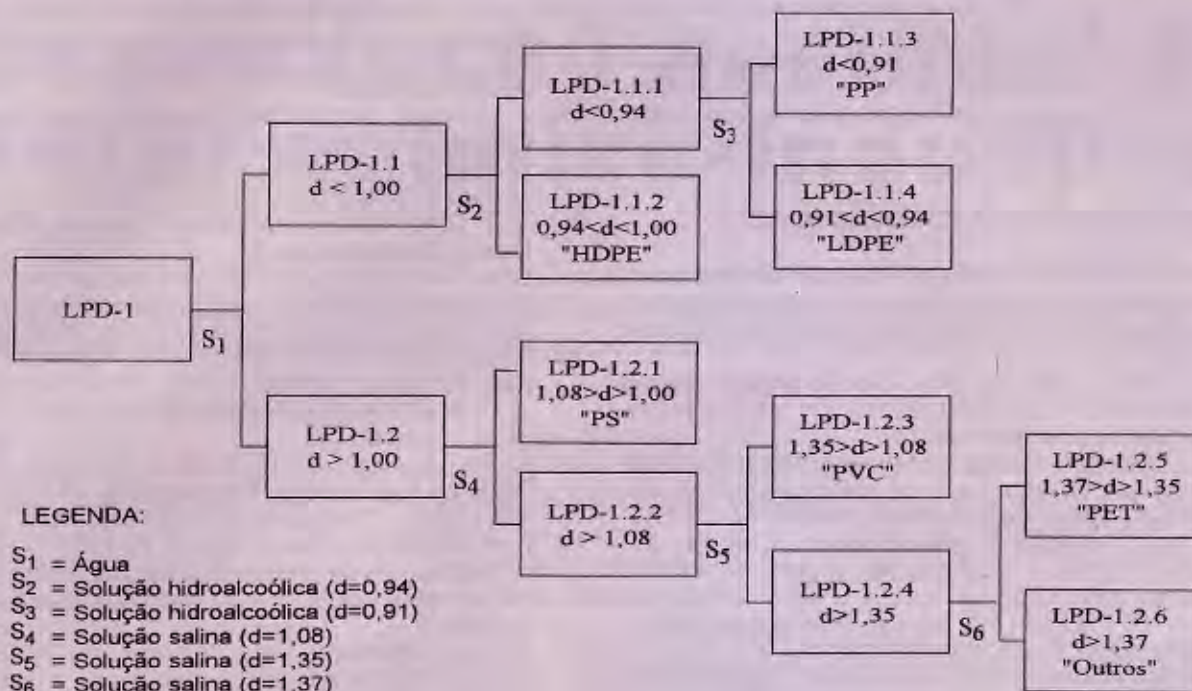 LPD-1
S1
LPD-1.1
d < 1,00
S2
LPD-1.1.1
d<0,94
S3
LPD-1.1.3
d<0,91
"PP"
LPD-1.1.4
0,91<d<0,94
"LDPE"
LPD-1.1.2
0,94<d<1,00
"HDPE"
LPD-1.2
d > 1,00
S4
LPD-1.2.1
1,08>d>1,00
"PS"
LPD-1.2.2
d > 1,08
S5
LPD-1.2.3
1,35>d>1,08
"PVC"
LPD-1.2.4
d>1,35
S6
LPD-1.2.5
1,37>d>1,35
"PET"
LPD-1.2.6
d>1,37
"Outros"
LEGENDA:
S1 = Água
S2 = Solução hidroalcoólica (d=0,94)
S3 = Solução hidroalcoólica (d=0,91)
S4 = Solução salina (d=1,08)
S5 = Solução salina (d=1,35)
S6 = Solução salina (d=1,37)